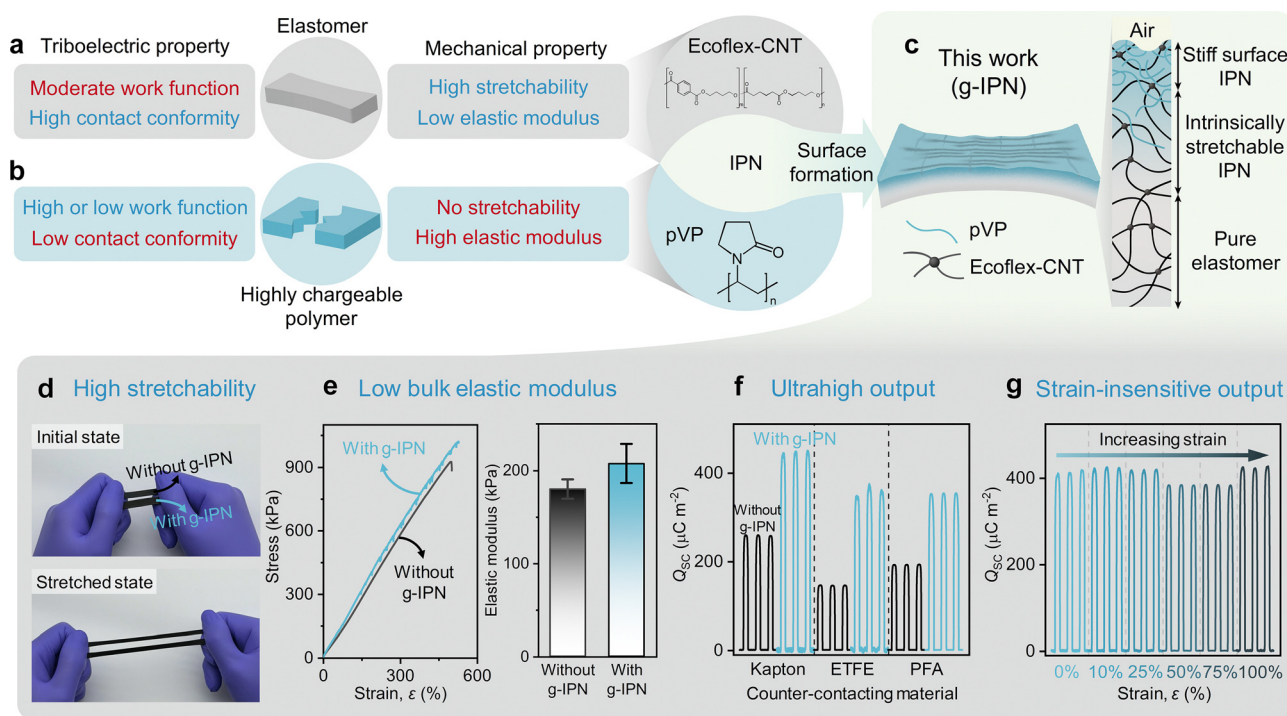 a
Triboelectric property
Elastomer
Mechanical property
Moderate work function
High contact conformity
High stretchability
Low elastic modulus
Ecoflex-CNT
O
O
O
O
O
O
O
O
m
n
b
High or low work function
Low contact conformity
Highly chargeable
polymer
No stretchability
High elastic modulus
IPN
pVP
N
O
n
Surface
formation
c
This work
(g-IPN)
pVP
Ecoflex-CNT
Air
Stiff surface
IPN
Intrinsically
stretchable
IPN
Pure
elastomer
d
High stretchability
Initial state
Without g-IPN
With g-IPN
Stretched state
e
Low bulk elastic modulus
Stress (kPa)
900
600
300
0
With g-IPN
Without
g-IPN
0
300
600
Strain, ε (%)
Elastic modulus (kPa)
200
100
0
Without
g-IPN
With
g-IPN
f
Ultrahigh output
QSC (μC m⁻²)
400
200
0
With g-IPN
Without
g-IPN
Kapton
ETFE
PFA
Counter-contacting material
g
Strain-insensitive output
Increasing strain
QSC (μC m⁻²)
400
200
0
0%
10%
25%
50%
75%
100%
Strain, ε (%)